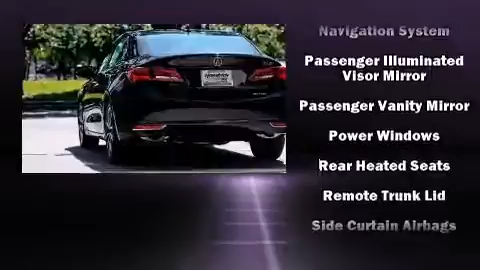 Navigation System
Passenger Illuminated
Visor Mirror
Passenger Vanity Mirror
Power Windows
Rear Heated Seats
Remote Trunk Lid
Side Curtain Airbags